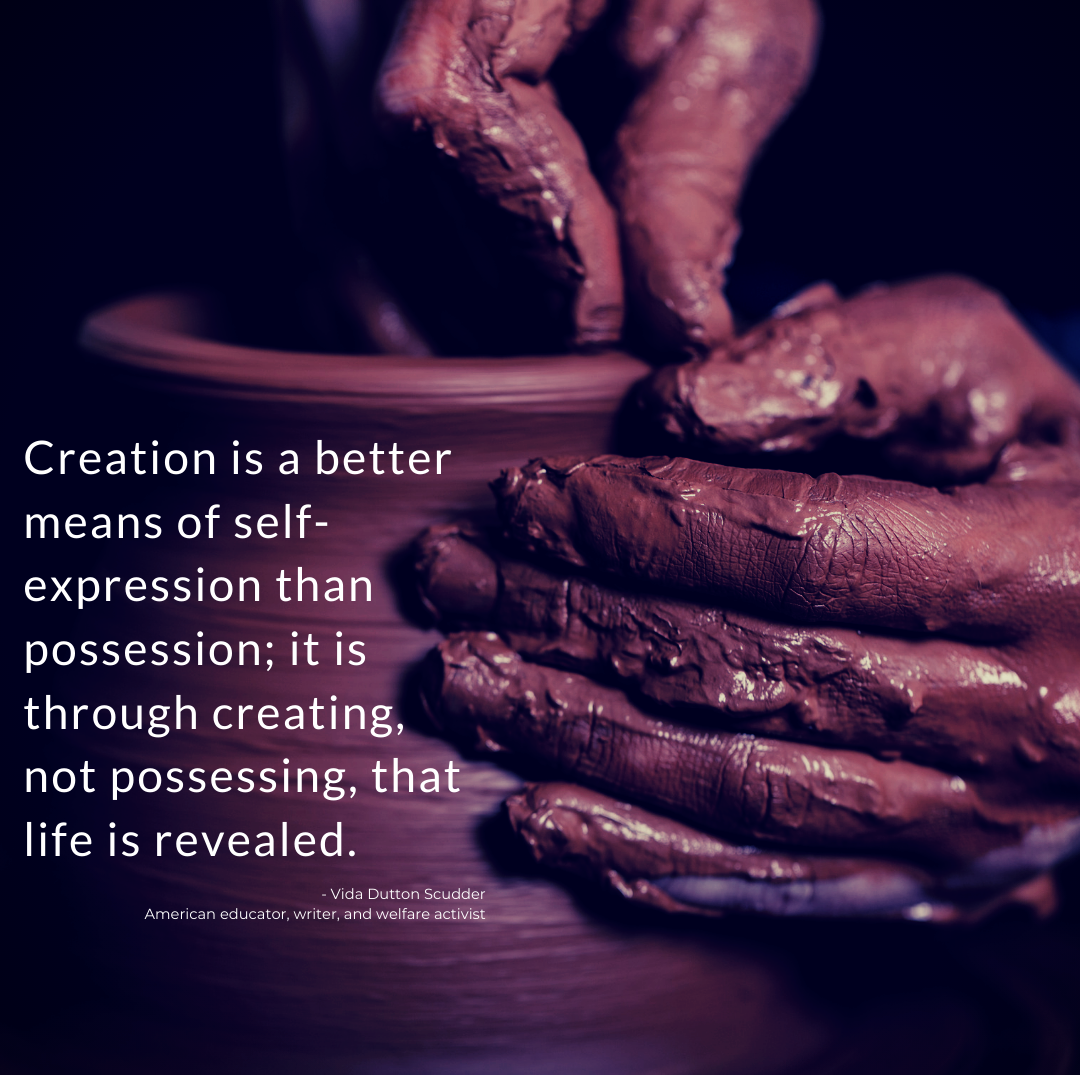 Creation is a better
means of self-
expression than
possession; it is
through creating,
not possessing, that
life is revealed.
- Vida Dutton Scudder
American educator, writer, and welfare activist